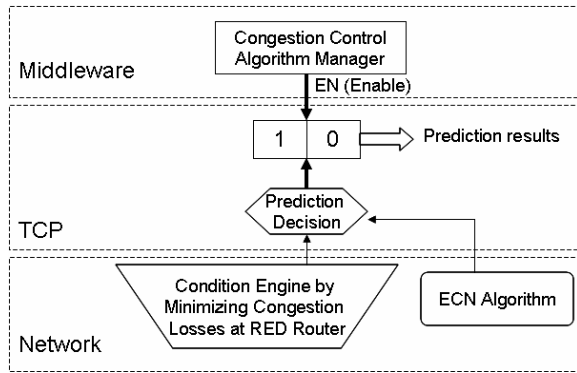 Congestion Control
Algorithm Manager
Middleware
EN (Enable)
1 0
Prediction results
Prediction
Decision
TCP
Condition Engine by
Minimizing Congestion
Losses at RED Router
ECN Algorithm
Network